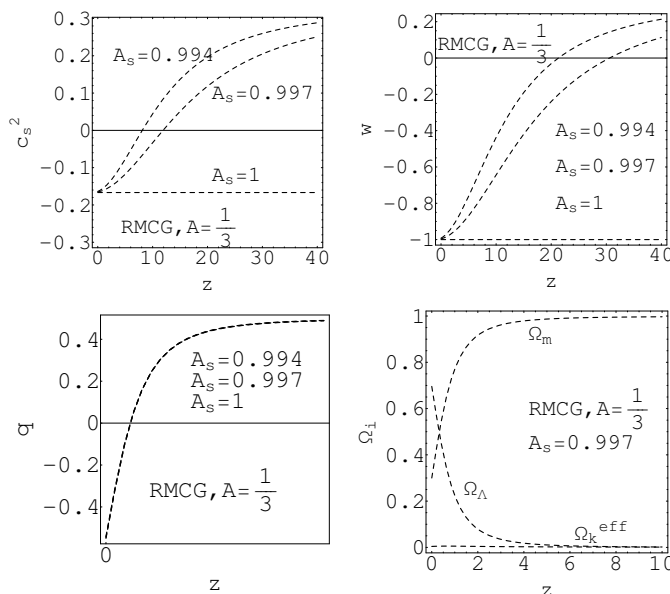 0.3
0.2
0.1
0
-0.1
-0.2
-0.3
c_s^2
A_s=0.994
A_s=0.997
A_s=1
RMCG, A=1/3
0 10 20 30 40
z
0
-0.2
-0.4
-0.6
-0.8
-1
w
RMCG, A=1/3
A_s=0.994
A_s=0.997
A_s=1
0 10 20 30 40
z
0.4
0.2
0
-0.2
-0.4
q
A_s=0.994
A_s=0.997
A_s=1
RMCG, A=1/3
0
z
1
0.8
0.6
0.4
0.2
0
Ω_i
Ω_m
RMCG, A=1/3
A_s=0.997
Ω_Λ
Ω_k^eff
0 2 4 6 8 10
z